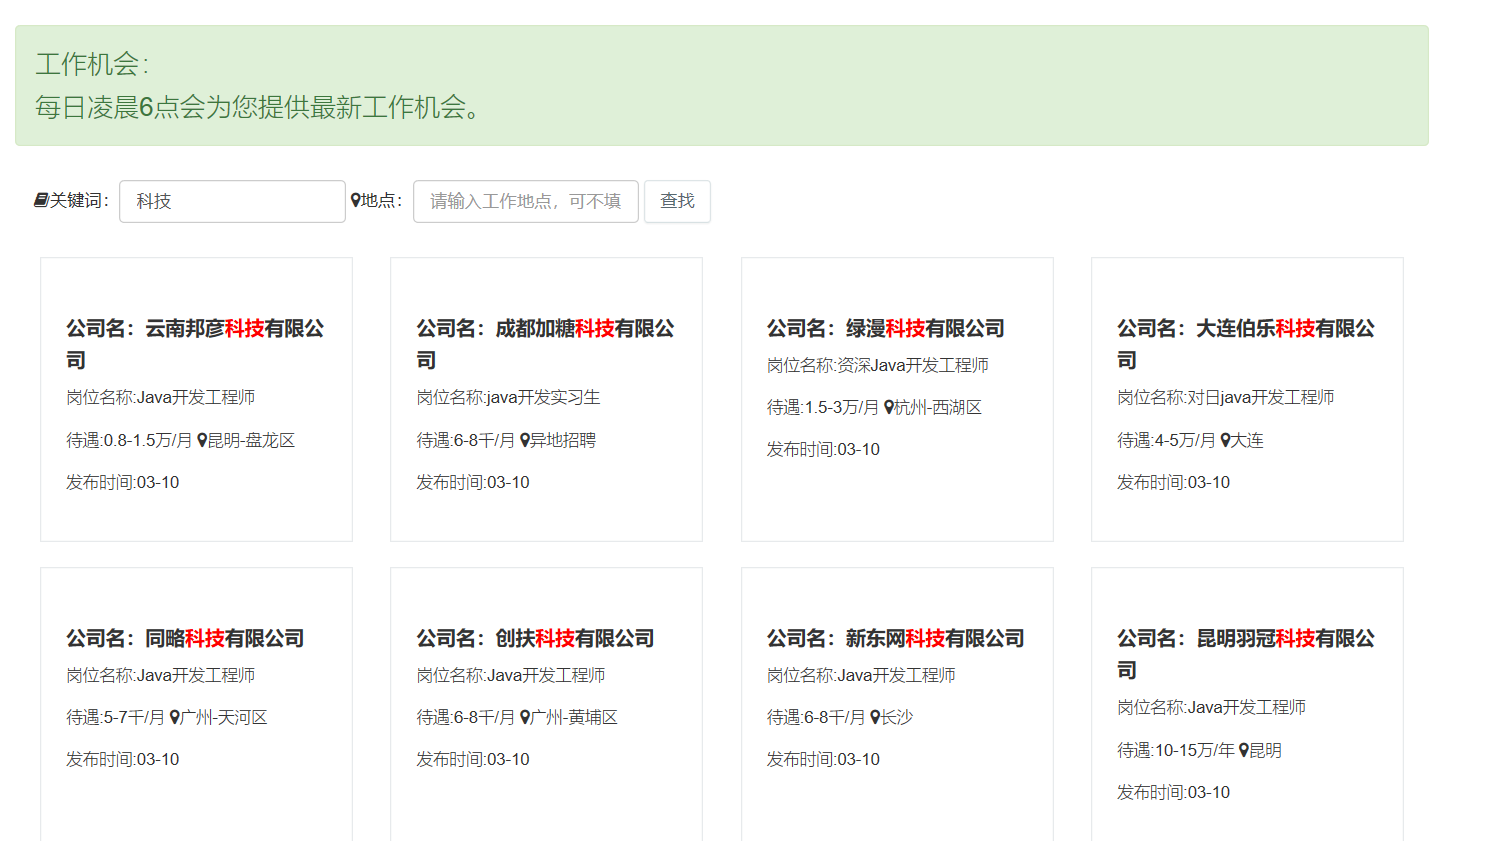 工作机会：
每日凌晨6点会为您提供最新工作机会。
关键词： 科技 地点： 请输入工作地点，可不填 查找
公司名：云南邦彦科技有限公
司
岗位名称:Java开发工程师
待遇:0.8-1.5万/月 昆明-盘龙区
发布时间:03-10
公司名：成都加糖科技有限公
司
岗位名称:java开发实习生
待遇:6-8千/月 异地招聘
发布时间:03-10
公司名：绿漫科技有限公司
岗位名称:资深Java开发工程师
待遇:1.5-3万/月 杭州-西湖区
发布时间:03-10
公司名：大连伯乐科技有限公
司
岗位名称:对日java开发工程师
待遇:4-5万/月 大连
发布时间:03-10
公司名：同略科技有限公司
岗位名称:Java开发工程师
待遇:5-7千/月 广州-天河区
发布时间:03-10
公司名：创扶科技有限公司
岗位名称:Java开发工程师
待遇:6-8千/月 广州-黄埔区
发布时间:03-10
公司名：新东网科技有限公司
岗位名称:Java开发工程师
待遇:6-8千/月 长沙
发布时间:03-10
公司名：昆明羽冠科技有限公
司
岗位名称:Java开发工程师
待遇:10-15万/年 昆明
发布时间:03-10